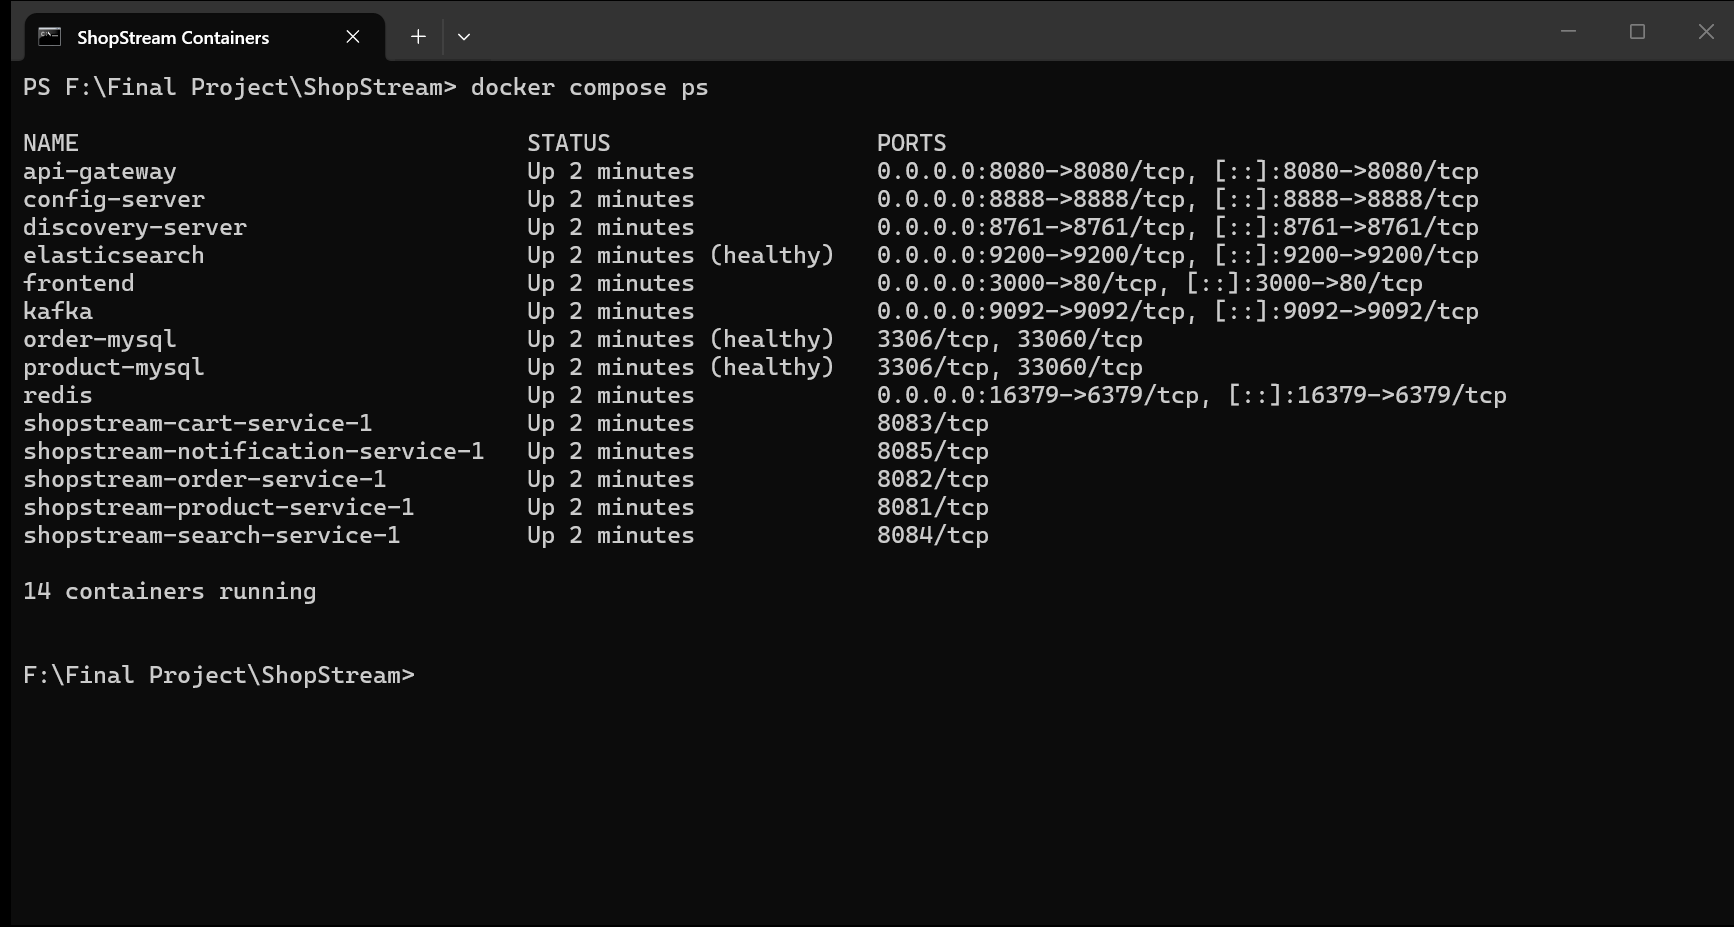 ShopStream Containers
PS F:\Final Project\ShopStream> docker compose ps
NAME STATUS PORTS
api-gateway Up 2 minutes 0.0.0.0:8080->8080/tcp, [::]:8080->8080/tcp
config-server Up 2 minutes 0.0.0.0:8888->8888/tcp, [::]:8888->8888/tcp
discovery-server Up 2 minutes 0.0.0.0:8761->8761/tcp, [::]:8761->8761/tcp
elasticsearch Up 2 minutes (healthy) 0.0.0.0:9200->9200/tcp, [::]:9200->9200/tcp
frontend Up 2 minutes 0.0.0.0:3000->80/tcp, [::]:3000->80/tcp
kafka Up 2 minutes 0.0.0.0:9092->9092/tcp, [::]:9092->9092/tcp
order-mysql Up 2 minutes (healthy) 3306/tcp, 33060/tcp
product-mysql Up 2 minutes (healthy) 3306/tcp, 33060/tcp
redis Up 2 minutes 0.0.0.0:16379->6379/tcp, [::]:16379->6379/tcp
shopstream-cart-service-1 Up 2 minutes 8083/tcp
shopstream-notification-service-1 Up 2 minutes 8085/tcp
shopstream-order-service-1 Up 2 minutes 8082/tcp
shopstream-product-service-1 Up 2 minutes 8081/tcp
shopstream-search-service-1 Up 2 minutes 8084/tcp
14 containers running
F:\Final Project\ShopStream>